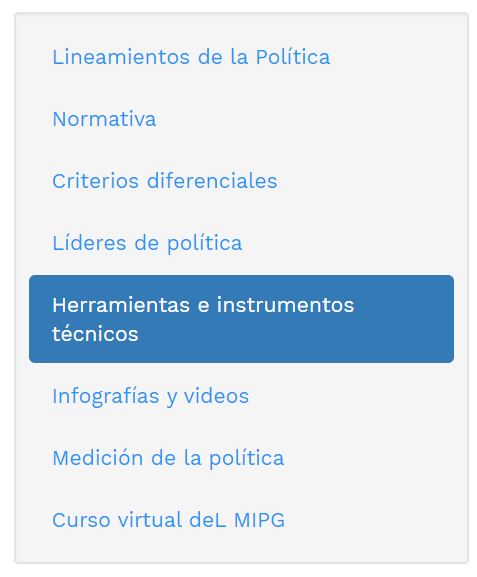 Lineamientos de la Política
Normativa
Criterios diferenciales
Líderes de política
Herramientas e instrumentos
técnicos
Infografías y videos
Medición de la política
Curso virtual deL MIPG